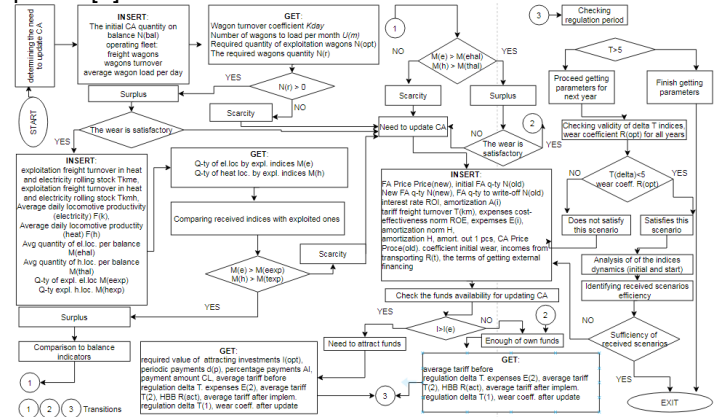 determining the need
to update CA
START
INSERT:
The initial CA quantity on
balance N(bal)
operating fleet:
freight wagons
wagons turnover
average wagon load per day
GET:
Wagon turnover coefficient Kday
Number of wagons to load per month U(m)
Required quantity of exploitation wagons N(opt)
The required wagons quantity N(r)
YES
N(r) > 0
Surplus
NO
Scarcity
The wear is satisfactory
YES
INSERT:
exploitation freight turnover in heat
and electricity rolling stock Tkme,
exploitation freight turnover in heat
and electricity rolling stock Tkmh,
Average daily locomotive productivity
(electricity) F(k),
Average daily locomotive productivity
(heat) F(h)
Avg quantity of el.loc. per balance
M(ehal)
Avg quantity of h.loc. per balance
M(thal)
Q-ty of expl. el.loc M(eexp)
Q-ty expl. h.loc. M(hexp)
GET:
Q-ty of el.loc by expl. indices M(e)
Q-ty of heat loc. by expl. indices M(h)
Comparing received indices with exploited ones
Scarcity
M(e) > M(eexp)
M(h) > M(texp)
YES
Surplus
Comparison to balance
indicators
1
1 2 3 Transitions
1
NO
M(e) > M(ehal)
M(h) > M(thal)
YES
Scarcity
Surplus
Need to update CA
2
NO
The wear is
satisfactory
YES
INSERT:
FA Price Price(new), initial FA q-ty N(old)
New FA q-ty N(new), FA q-ty to write-off N(old)
interest rate ROI, amortization A(i)
tariff freight turnover T(km), expenses cost-
effectiveness norm ROE, expenses E(i),
amortization norm H,
amortization H, amort. out 1 pcs, CA Price
Price(old). coefficient initial wear, incomes from
transporting R(t), the terms of getting external
financing
Check the funds availability for updating CA
YES
I>I(e)
NO
2
Need to attract funds
Enough of own funds
GET:
required value of attracting investments I(opt),
periodic payments d(p), percentage payments AI,
payment amount CL, average tariff before
regulation delta T, expenses E(2), average tariff
T(2), HBB R(act), average tariff after implem.
regulation delta T(1), wear coeff. after update
3
GET:
average tariff before
regulation delta T, expenses E(2), average tariff
T(2), HBB R(act), average tariff after implem.
regulation delta T(1), wear coeff. after update
3
Checking
regulation period
T>5
Proceed getting
parameters for
next year
Finish getting
parameters
Checking validity of delta T indices,
wear coefficient R(opt) for all years
NO
T(delta)<5
wear coeff. R(opt)
YES
Does not satisfy
this scenario
Satisfies this
scenario
Analysis of of the indices
dynamics (initial and start)
Identifying received scenarios
efficiency
NO
Sufficiency of
received scenarios
YES
EXIT